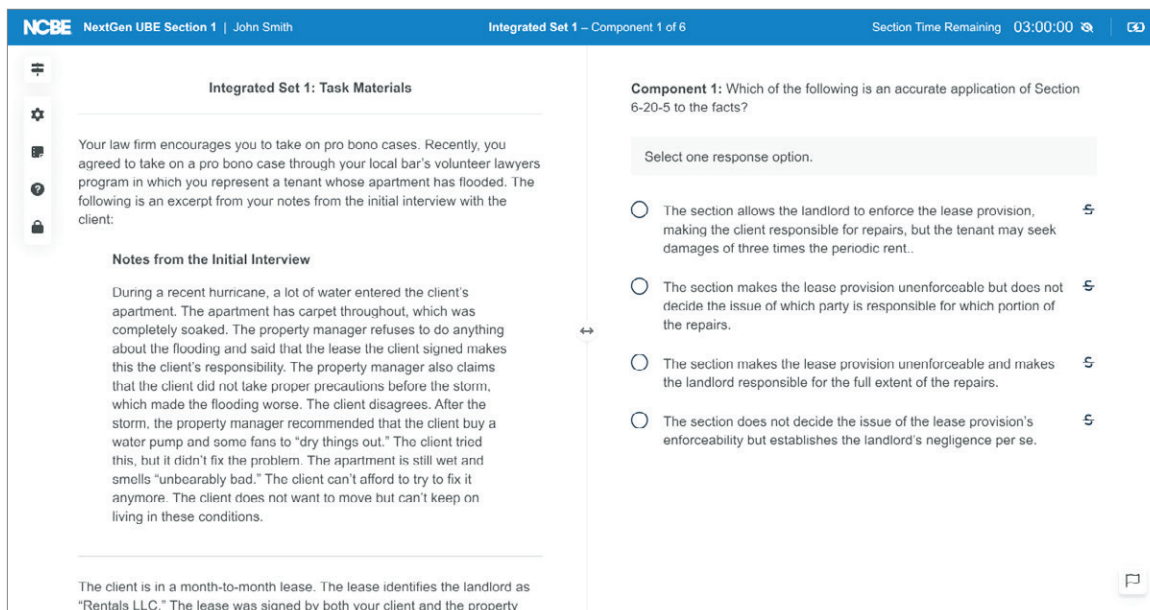 NCBE NextGen UBE Section 1 | John Smith
Integrated Set 1 – Component 1 of 6
Section Time Remaining 03:00:00
Integrated Set 1: Task Materials
Your law firm encourages you to take on pro bono cases. Recently, you
agreed to take on a pro bono case through your local bar's volunteer lawyers
program in which you represent a tenant whose apartment has flooded. The
following is an excerpt from your notes from the initial interview with the
client:
Notes from the Initial Interview
During a recent hurricane, a lot of water entered the client's
apartment. The apartment has carpet throughout, which was
completely soaked. The property manager refuses to do anything
about the flooding and said that the lease the client signed makes
this the client's responsibility. The property manager also claims
that the client did not take proper precautions before the storm,
which made the flooding worse. The client disagrees. After the
storm, the property manager recommended that the client buy a
water pump and some fans to "dry things out." The client tried
this, but it didn't fix the problem. The apartment is still wet and
smells "unbearably bad." The client can't afford to try to fix it
anymore. The client does not want to move but can't keep on
living in these conditions.
The client is in a month-to-month lease. The lease identifies the landlord as
"Rentals LLC." The lease was signed by both your client and the property
Component 1: Which of the following is an accurate application of Section
6-20-5 to the facts?
Select one response option.
The section allows the landlord to enforce the lease provision,
making the client responsible for repairs, but the tenant may seek
damages of three times the periodic rent..
S
The section makes the lease provision unenforceable but does not
decide the issue of which party is responsible for which portion of
the repairs.
S
The section makes the lease provision unenforceable and makes
the landlord responsible for the full extent of the repairs.
S
The section does not decide the issue of the lease provision's
enforceability but establishes the landlord's negligence per se.
S